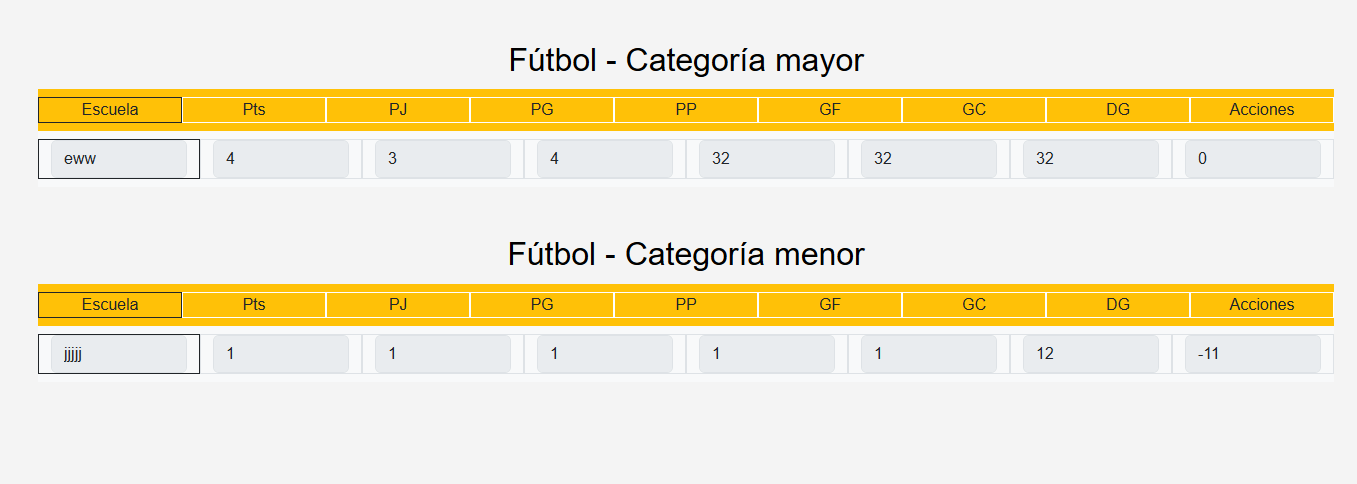 Fútbol - Categoría mayor
Escuela Pts PJ PG PP GF GC DG Acciones
eww 4 3 4 32 32 32 0
Fútbol - Categoría menor
Escuela Pts PJ PG PP GF GC DG Acciones
jjjjj 1 1 1 1 1 12 -11